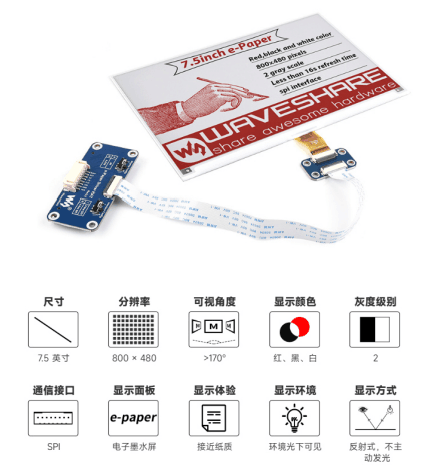 7.5inch e-Paper
Red,black and white color
800x480 pixels
2 gray scale
Less than 16s refresh time
spi interface
WAVESHARE
share awesome hardware
尺寸
分辨率
可视角度
显示颜色
灰度级别
M
7.5 英寸
800 × 480
>170°
红、黑、白
2
通信接口
显示面板
显示体验
显示环境
显示方式
e-paper
SPI
电子墨水屏
接近纸质
环境光下可见
反射式，不主
动发光